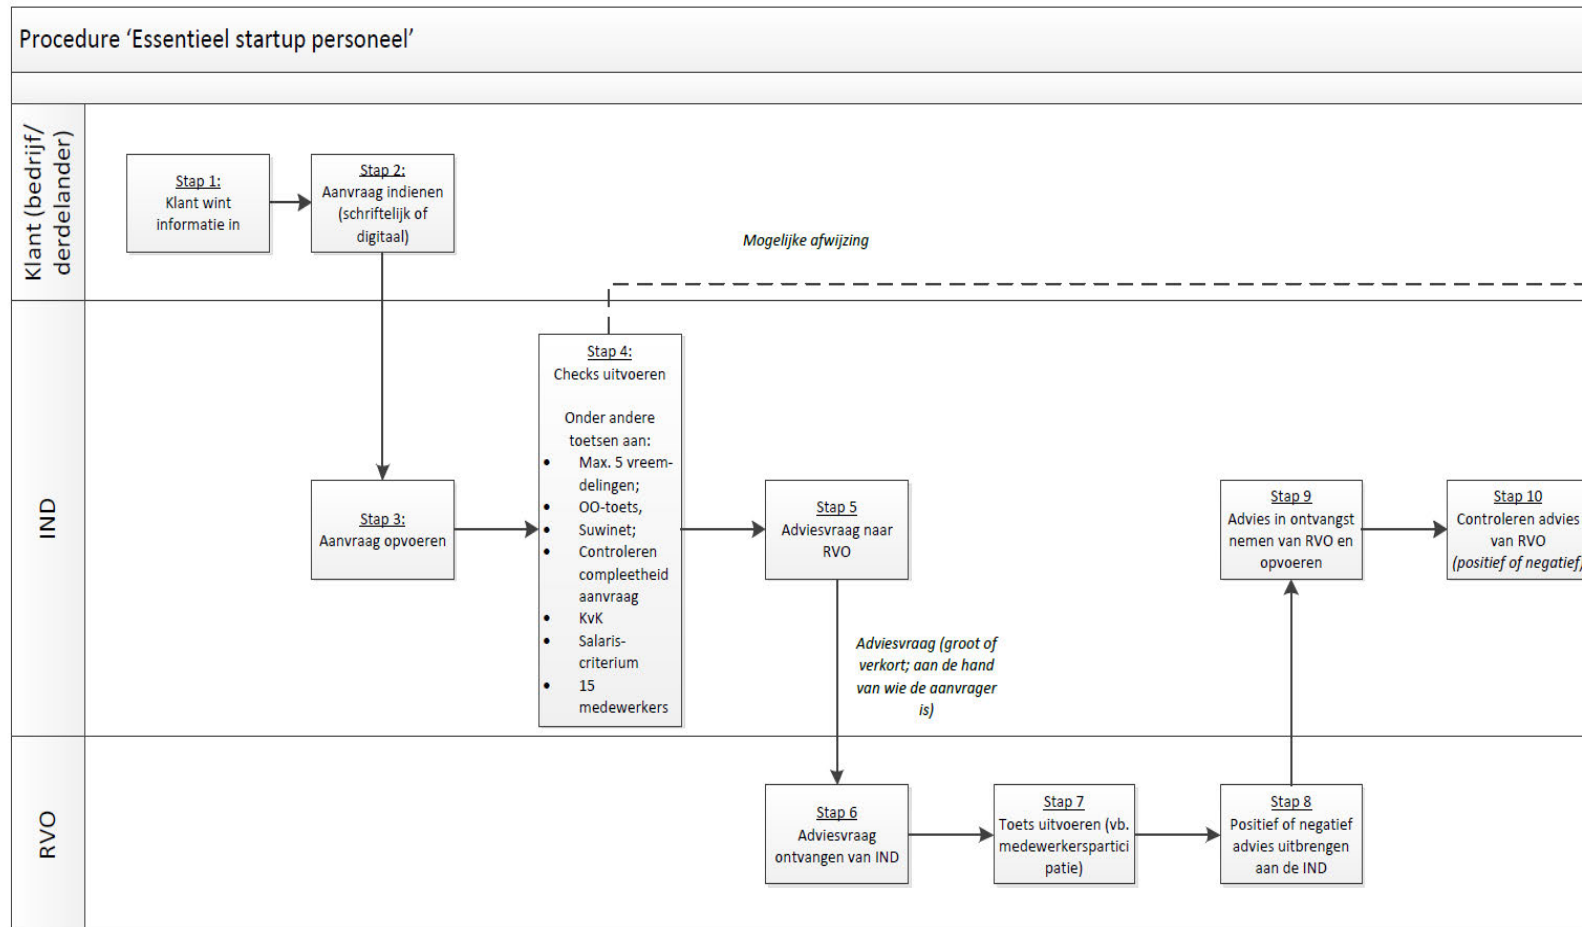 Procedure ‘Essentieel startup personeel’
Klant (bedrijf/
derdelander)
Stap 1:
Klant wint
informatie in
Stap 2:
Aanvraag indienen
(schriftelijk of
digitaal)
Mogelijke afwijzing
IND
Stap 3:
Aanvraag opvoeren
Stap 4:
Checks uitvoeren
Onder andere
toetsen aan:
• Max. 5 vreem-
delingen;
• OO-toets,
• Suwinet;
• Controleren
compleetheid
aanvraag
• KvK
• Salaris-
criterium
• 15
medewerkers
Stap 5
Adviesvraag naar
RVO
Adviesvraag (groot of
verkort; aan de hand
van wie de aanvrager
is)
Stap 9
Advies in ontvangst
nemen van RVO en
opvoeren
Stap 10
Controleren advies
van RVO
(positief of negatief)
RVO
Stap 6
Adviesvraag
ontvangen van IND
Stap 7
Toets uitvoeren (vb.
medewerkersparticі
patie)
Stap 8
Positief of negatief
advies uitbrengen
aan de IND